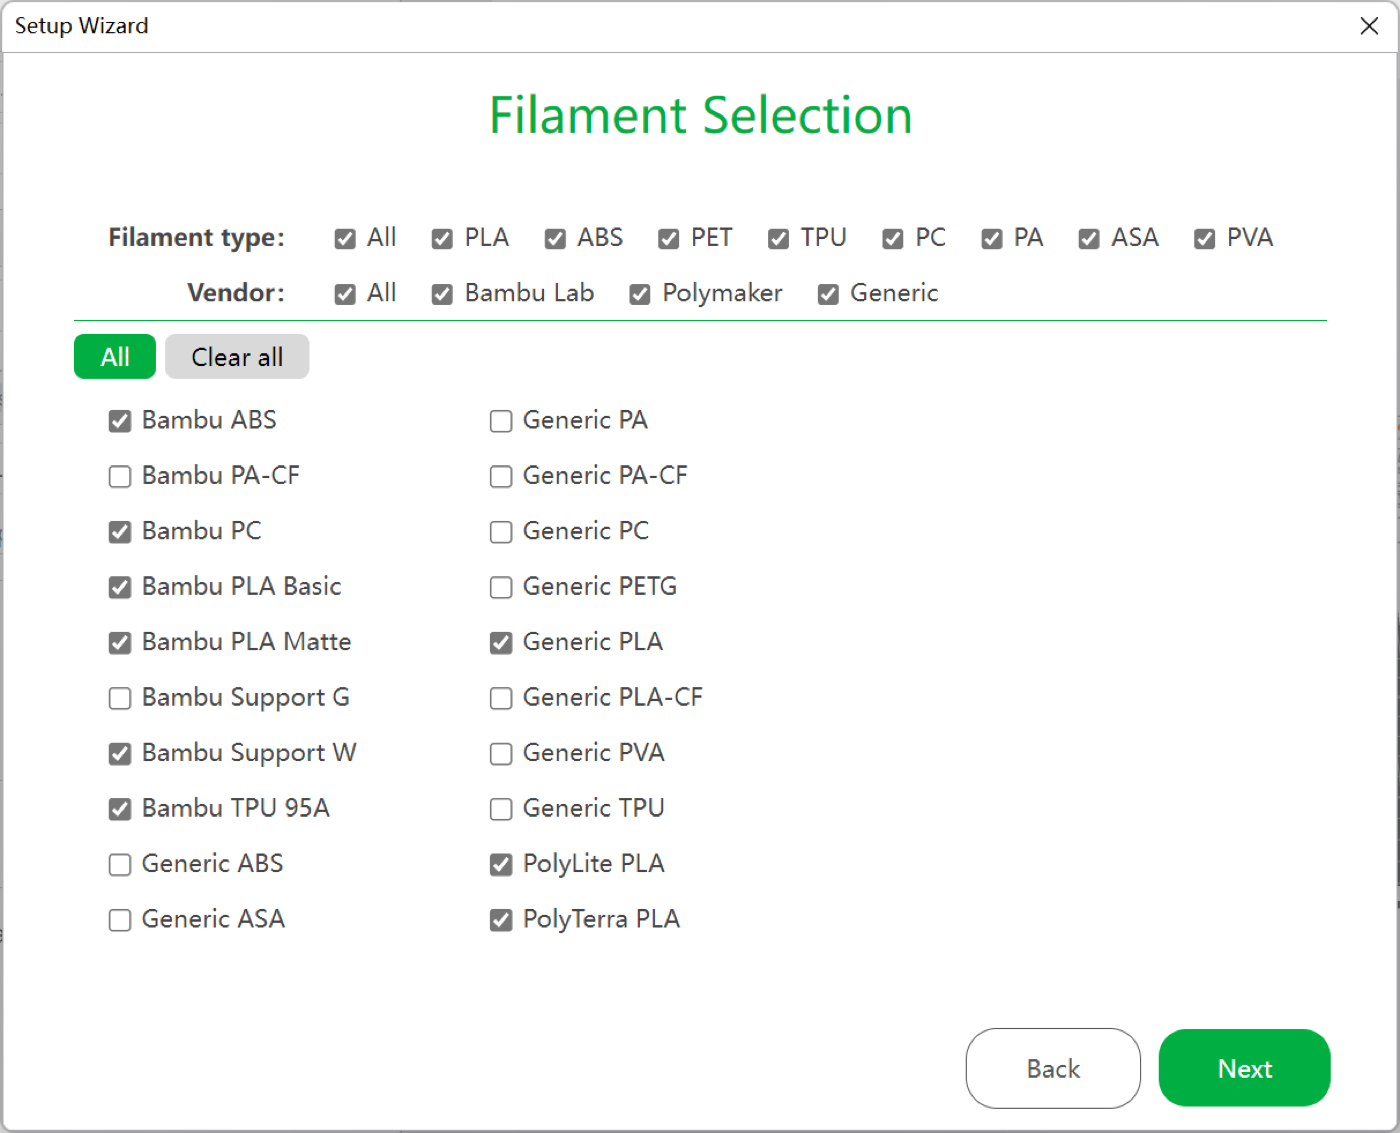 Setup Wizard
Filament Selection
Filament type: All PLA ABS PET TPU PC PA ASA PVA
Vendor: All Bambu Lab Polymaker Generic
All Clear all
Bambu ABS Generic PA
Bambu PA-CF Generic PA-CF
Bambu PC Generic PC
Bambu PLA Basic Generic PETG
Bambu PLA Matte Generic PLA
Bambu Support G Generic PLA-CF
Bambu Support W Generic PVA
Bambu TPU 95A Generic TPU
Generic ABS PolyLite PLA
Generic ASA PolyTerra PLA
Back Next